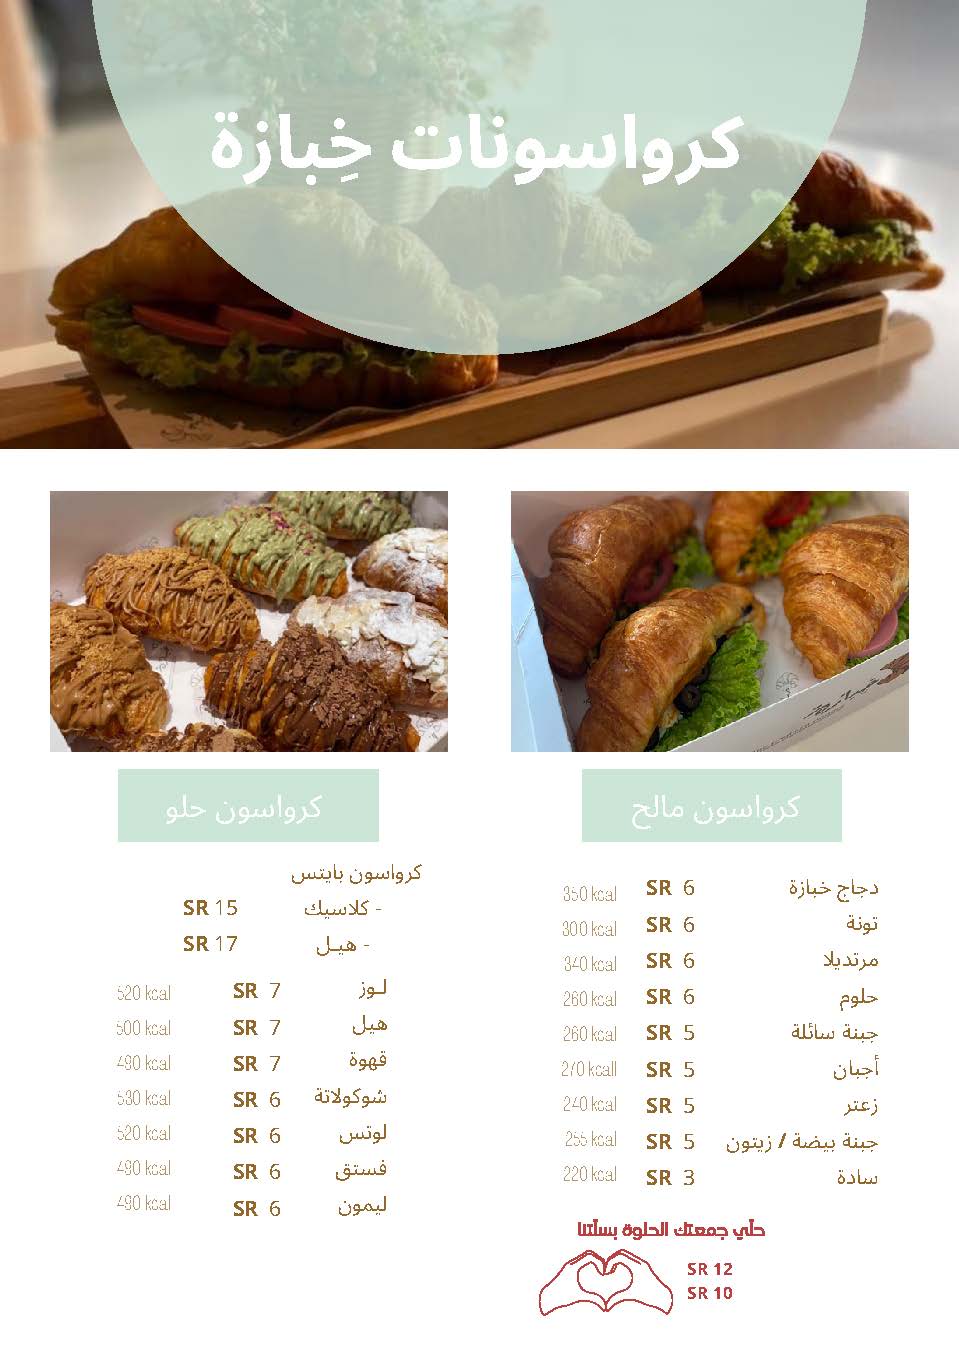 كرواسونات خِبازة
كرواسون مالح
دجاج خبازة SR 6 350 kcal
تونة SR 6 300 kcal
مرتديلا SR 6 340 kcal
حلوم SR 6 260 kcal
جبنة سائلة SR 5 260 kcal
أجبان SR 5 270 kcall
زعتر SR 5 240 kcal
جبنة بيضة / زيتون SR 5 255 kcal
سادة SR 3 220 kcal
حلّي جمعتك الحلوة بسلّتنا
SR 12
SR 10
كرواسون حلو
كرواسون بايتس
- كلاسيك SR 15
- هيـل SR 17
لـوز SR 7 520 kcal
هيل SR 7 500 kcal
قهوة SR 7 490 kcal
شوكولاتة SR 6 530 kcal
لوتس SR 6 520 kcal
فستق SR 6 490 kcal
ليمون SR 6 490 kcal